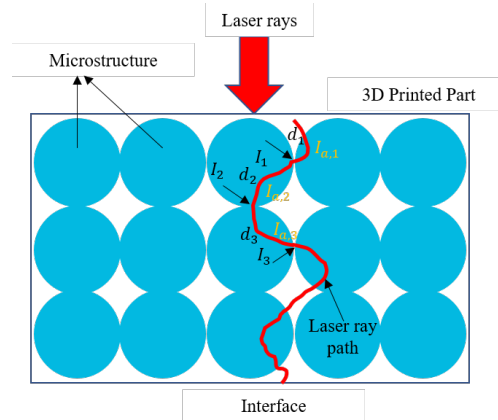 Laser rays
Microstructure
3D Printed Part
d₁
I₁
Iₐ,₁
I₂
d₂
Iₐ,₂
d₃
Iₐ,₃
I₃
Laser ray
path
Interface